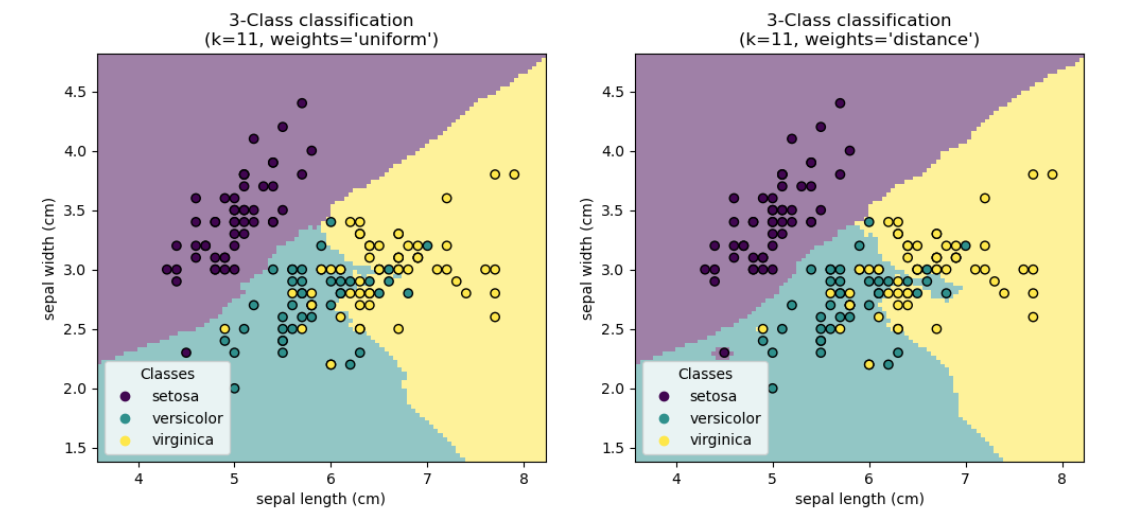 3-Class classification
(k=11, weights='uniform')
4.5
4.0
3.5
3.0
2.5
2.0
1.5
sepal width (cm)
Classes
setosa
versicolor
virginica
4 5 6 7 8
sepal length (cm)
3-Class classification
(k=11, weights='distance')
4.5
4.0
3.5
3.0
2.5
2.0
1.5
sepal width (cm)
Classes
setosa
versicolor
virginica
4 5 6 7 8
sepal length (cm)